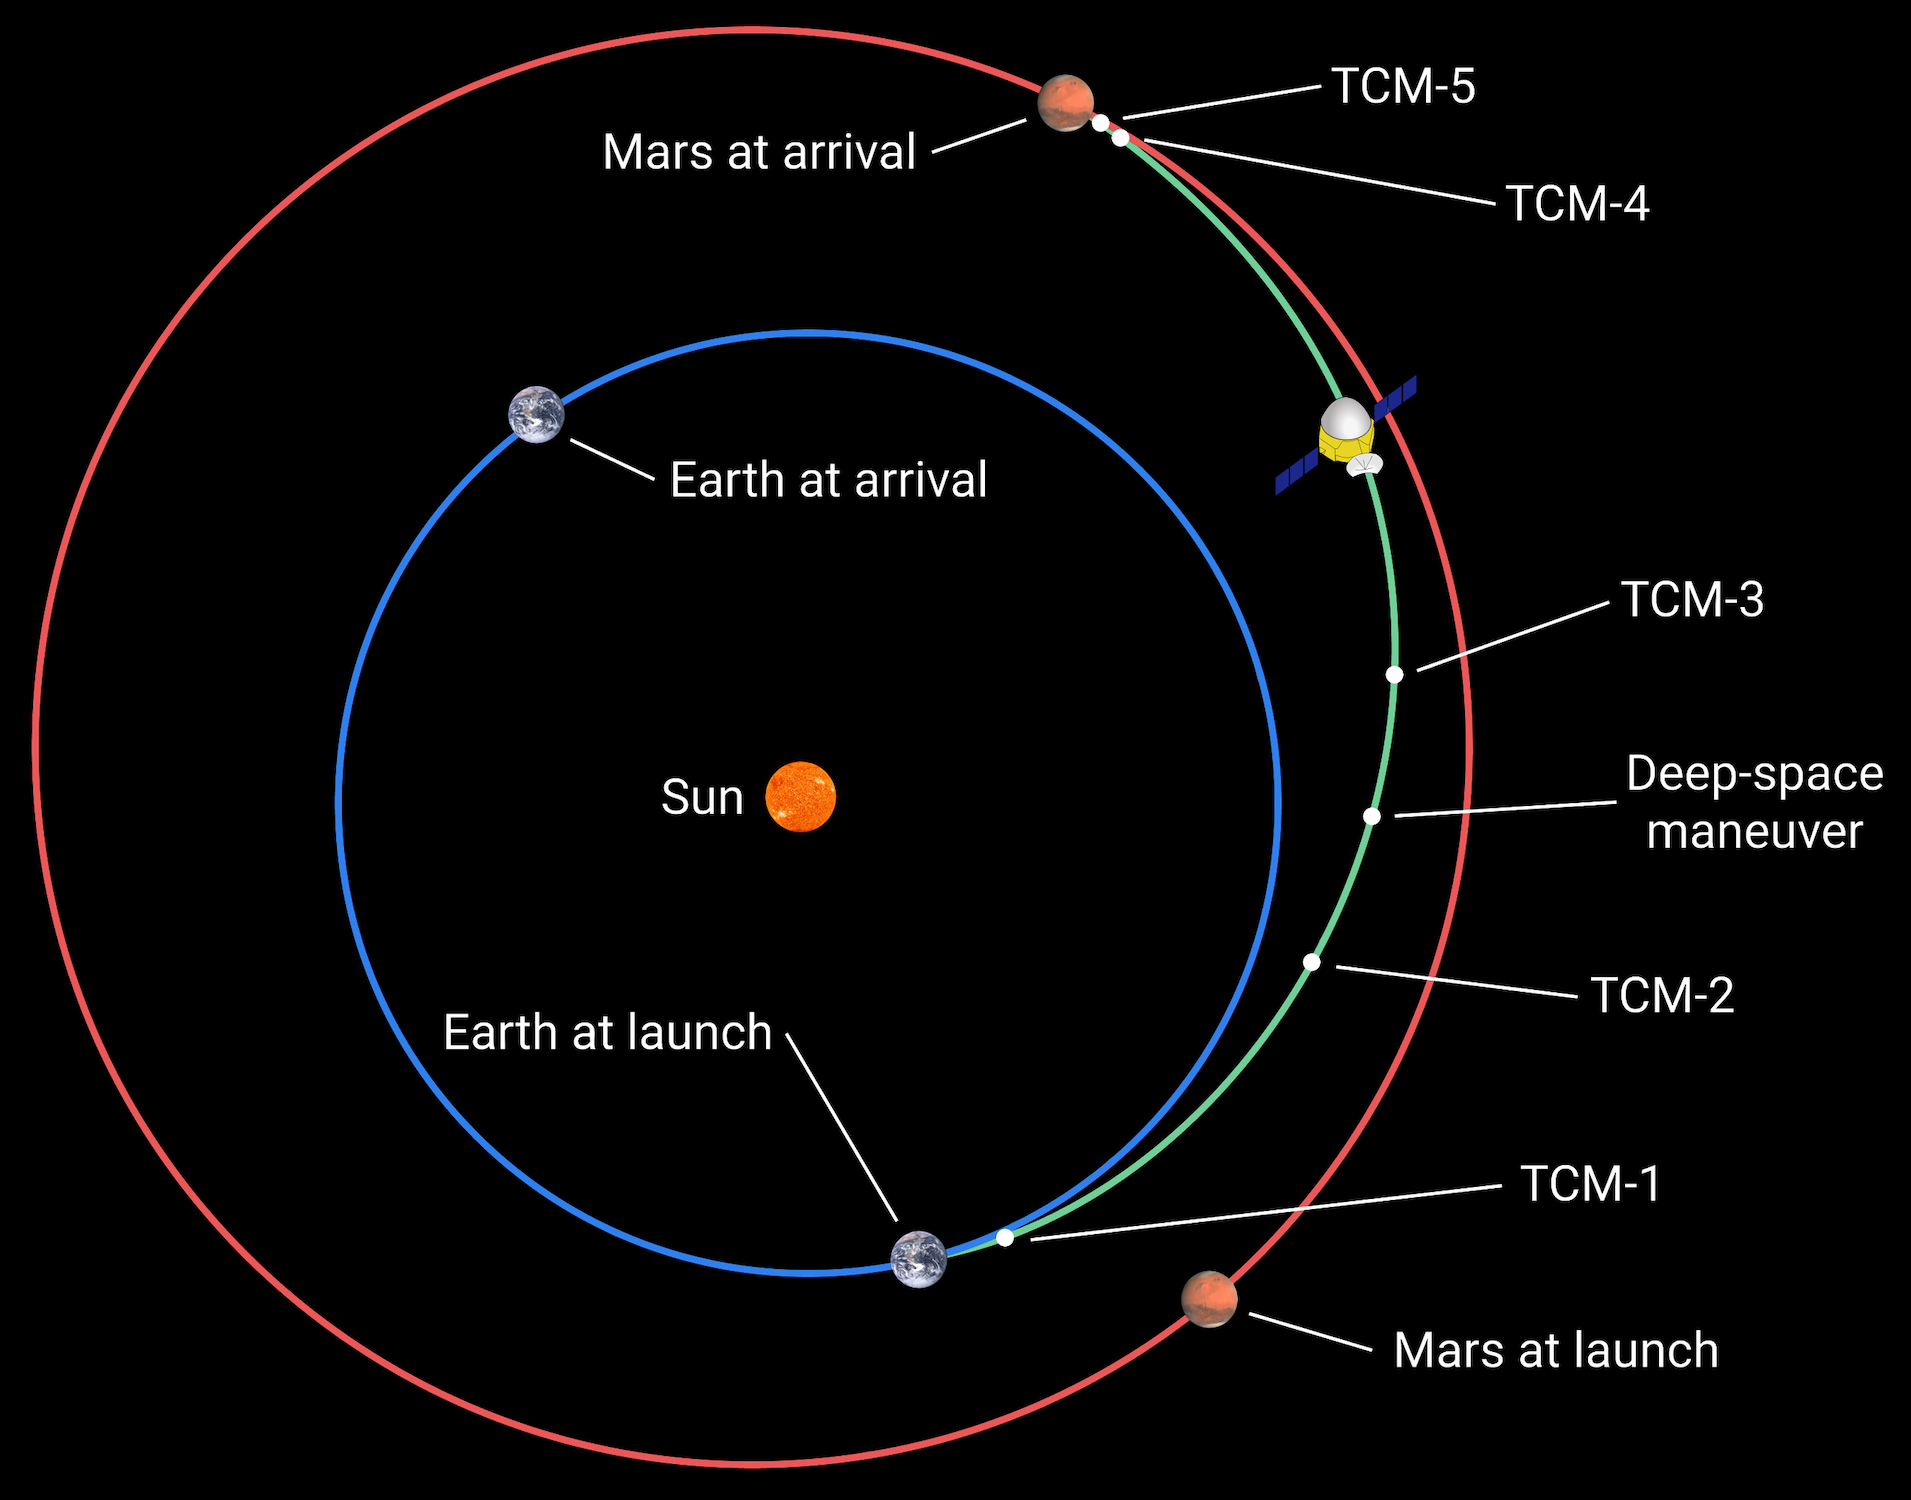 TCM-5
Mars at arrival
TCM-4
Earth at arrival
TCM-3
Deep-space
maneuver
Sun
TCM-2
Earth at launch
TCM-1
Mars at launch